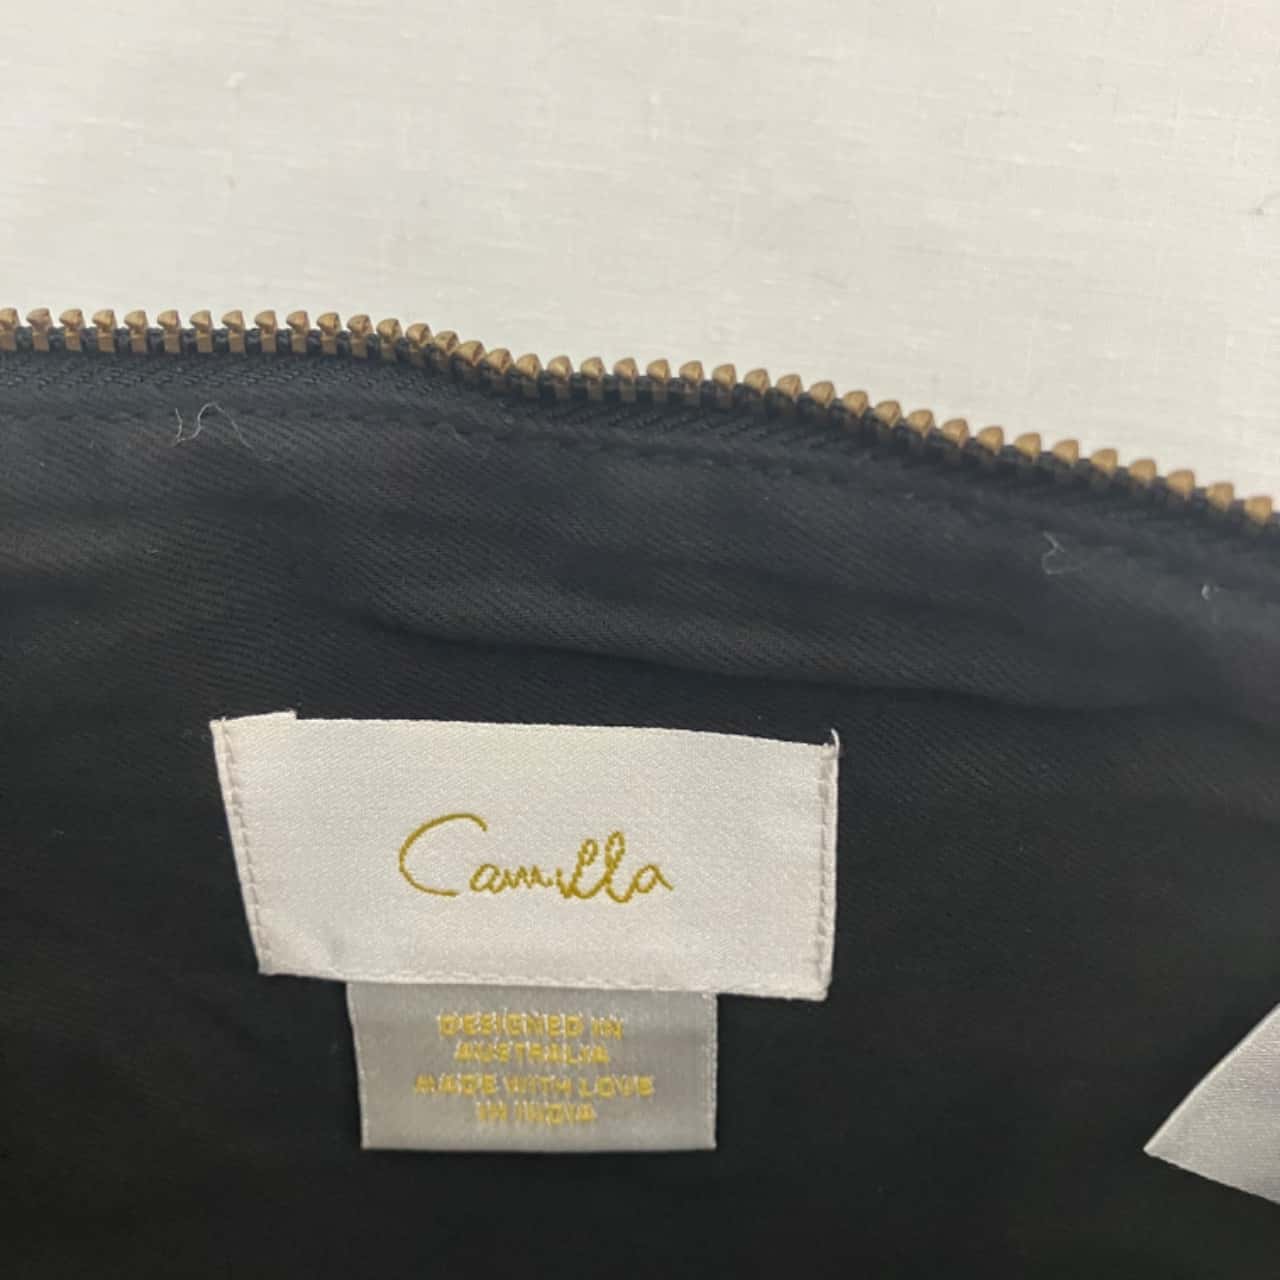 Camilla
DESIGNED IN
AUSTRALIA
MADE WITH LOVE
IN INDIA